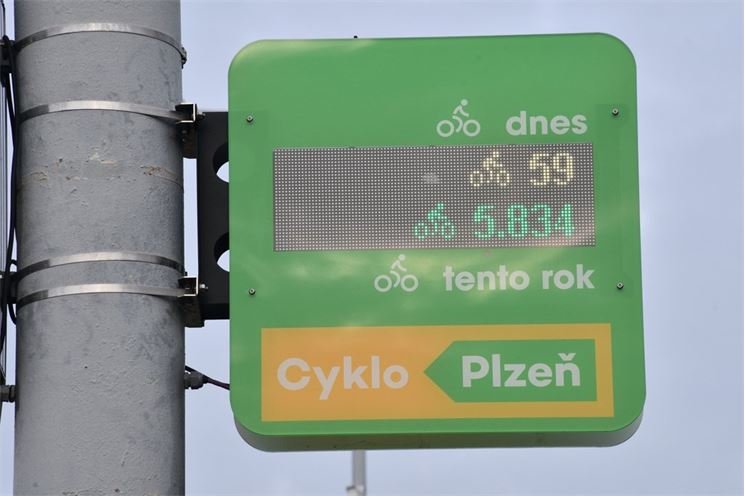 dnes
59
5.834
tento rok
Cyklo Plzeň